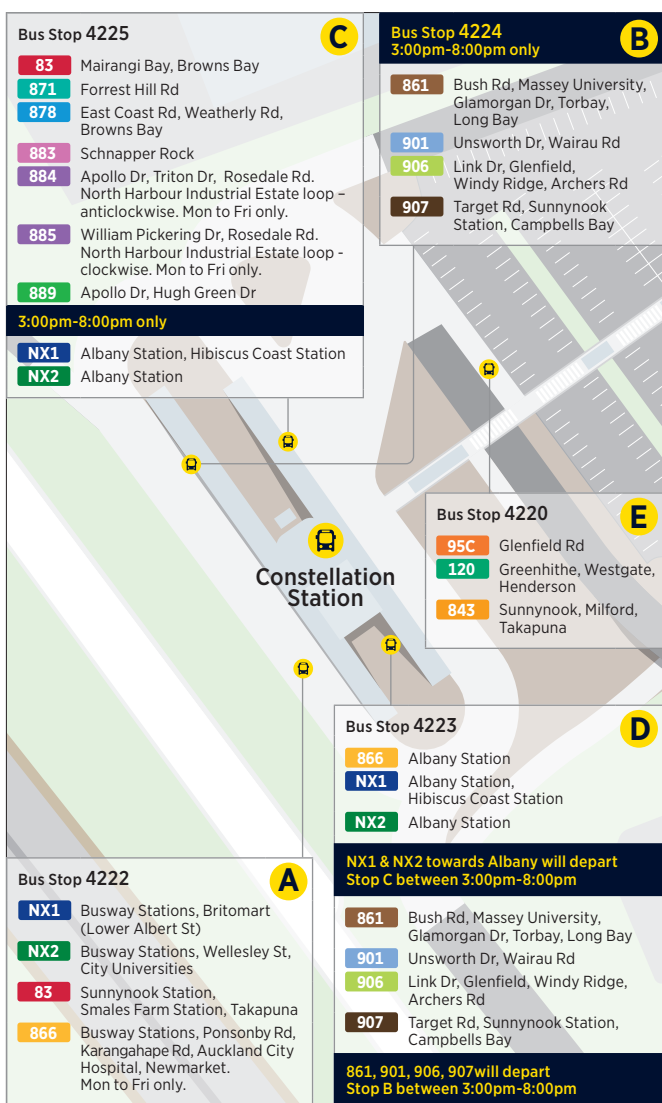 Bus Stop 4225
C
83 Mairangi Bay, Browns Bay
871 Forrest Hill Rd
878 East Coast Rd, Weatherly Rd,
Browns Bay
883 Schnapper Rock
884 Apollo Dr, Triton Dr, Rosedale Rd.
North Harbour Industrial Estate loop –
anticlockwise. Mon to Fri only.
885 William Pickering Dr, Rosedale Rd.
North Harbour Industrial Estate loop -
clockwise. Mon to Fri only.
889 Apollo Dr, Hugh Green Dr
3:00pm-8:00pm only
NX1 Albany Station, Hibiscus Coast Station
NX2 Albany Station
Bus Stop 4224
3:00pm-8:00pm only
B
861 Bush Rd, Massey University,
Glamorgan Dr, Torbay,
Long Bay
901 Unsworth Dr, Wairau Rd
906 Link Dr, Glenfield,
Windy Ridge, Archers Rd
907 Target Rd, Sunnynook
Station, Campbells Bay
Constellation
Station
Bus Stop 4220
E
95C Glenfield Rd
120 Greenhithe, Westgate,
Henderson
843 Sunnynook, Milford,
Takapuna
Bus Stop 4222
A
NX1 Busway Stations, Britomart
(Lower Albert St)
NX2 Busway Stations, Wellesley St,
City Universities
83 Sunnynook Station,
Smales Farm Station, Takapuna
866 Busway Stations, Ponsonby Rd,
Karangahape Rd, Auckland City
Hospital, Newmarket.
Mon to Fri only.
Bus Stop 4223
D
866 Albany Station
NX1 Albany Station,
Hibiscus Coast Station
NX2 Albany Station
NX1 & NX2 towards Albany will depart
Stop C between 3:00pm-8:00pm
861 Bush Rd, Massey University,
Glamorgan Dr, Torbay, Long Bay
901 Unsworth Dr, Wairau Rd
906 Link Dr, Glenfield, Windy Ridge,
Archers Rd
907 Target Rd, Sunnynook Station,
Campbells Bay
861, 901, 906, 907will depart
Stop B between 3:00pm-8:00pm